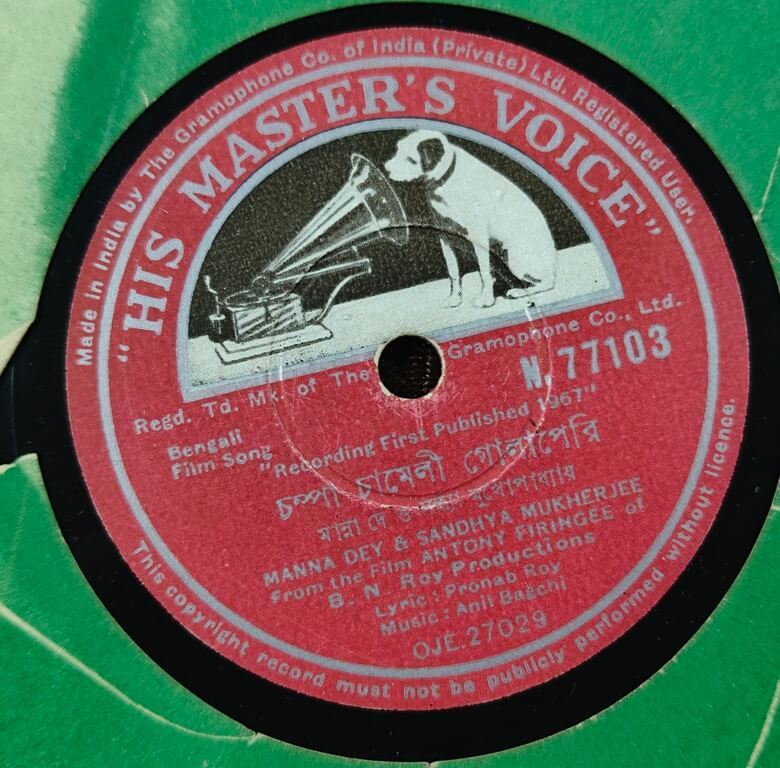 Made in India by The Gramophone Co. of India (Private) Ltd. Registered User.
"HIS MASTER'S VOICE"
Regd. Td. Mk. of The Gramophone Co., Ltd.
N. 77103
Bengali
Film Song
"Recording First Published 1967"
চম্পা চামেলী গোলাপেরি
মান্না দে ও সন্ধ্যা মুখোপাধ্যায়
MANNA DEY & SANDHYA MUKHERJEE
From the Film ANTONY FIRINGEE of
B. N. Roy Productions
Lyric : Pronab Roy
Music : Anil Bagchi
OJE.27029
This copyright record must not be publicly performed without licence.